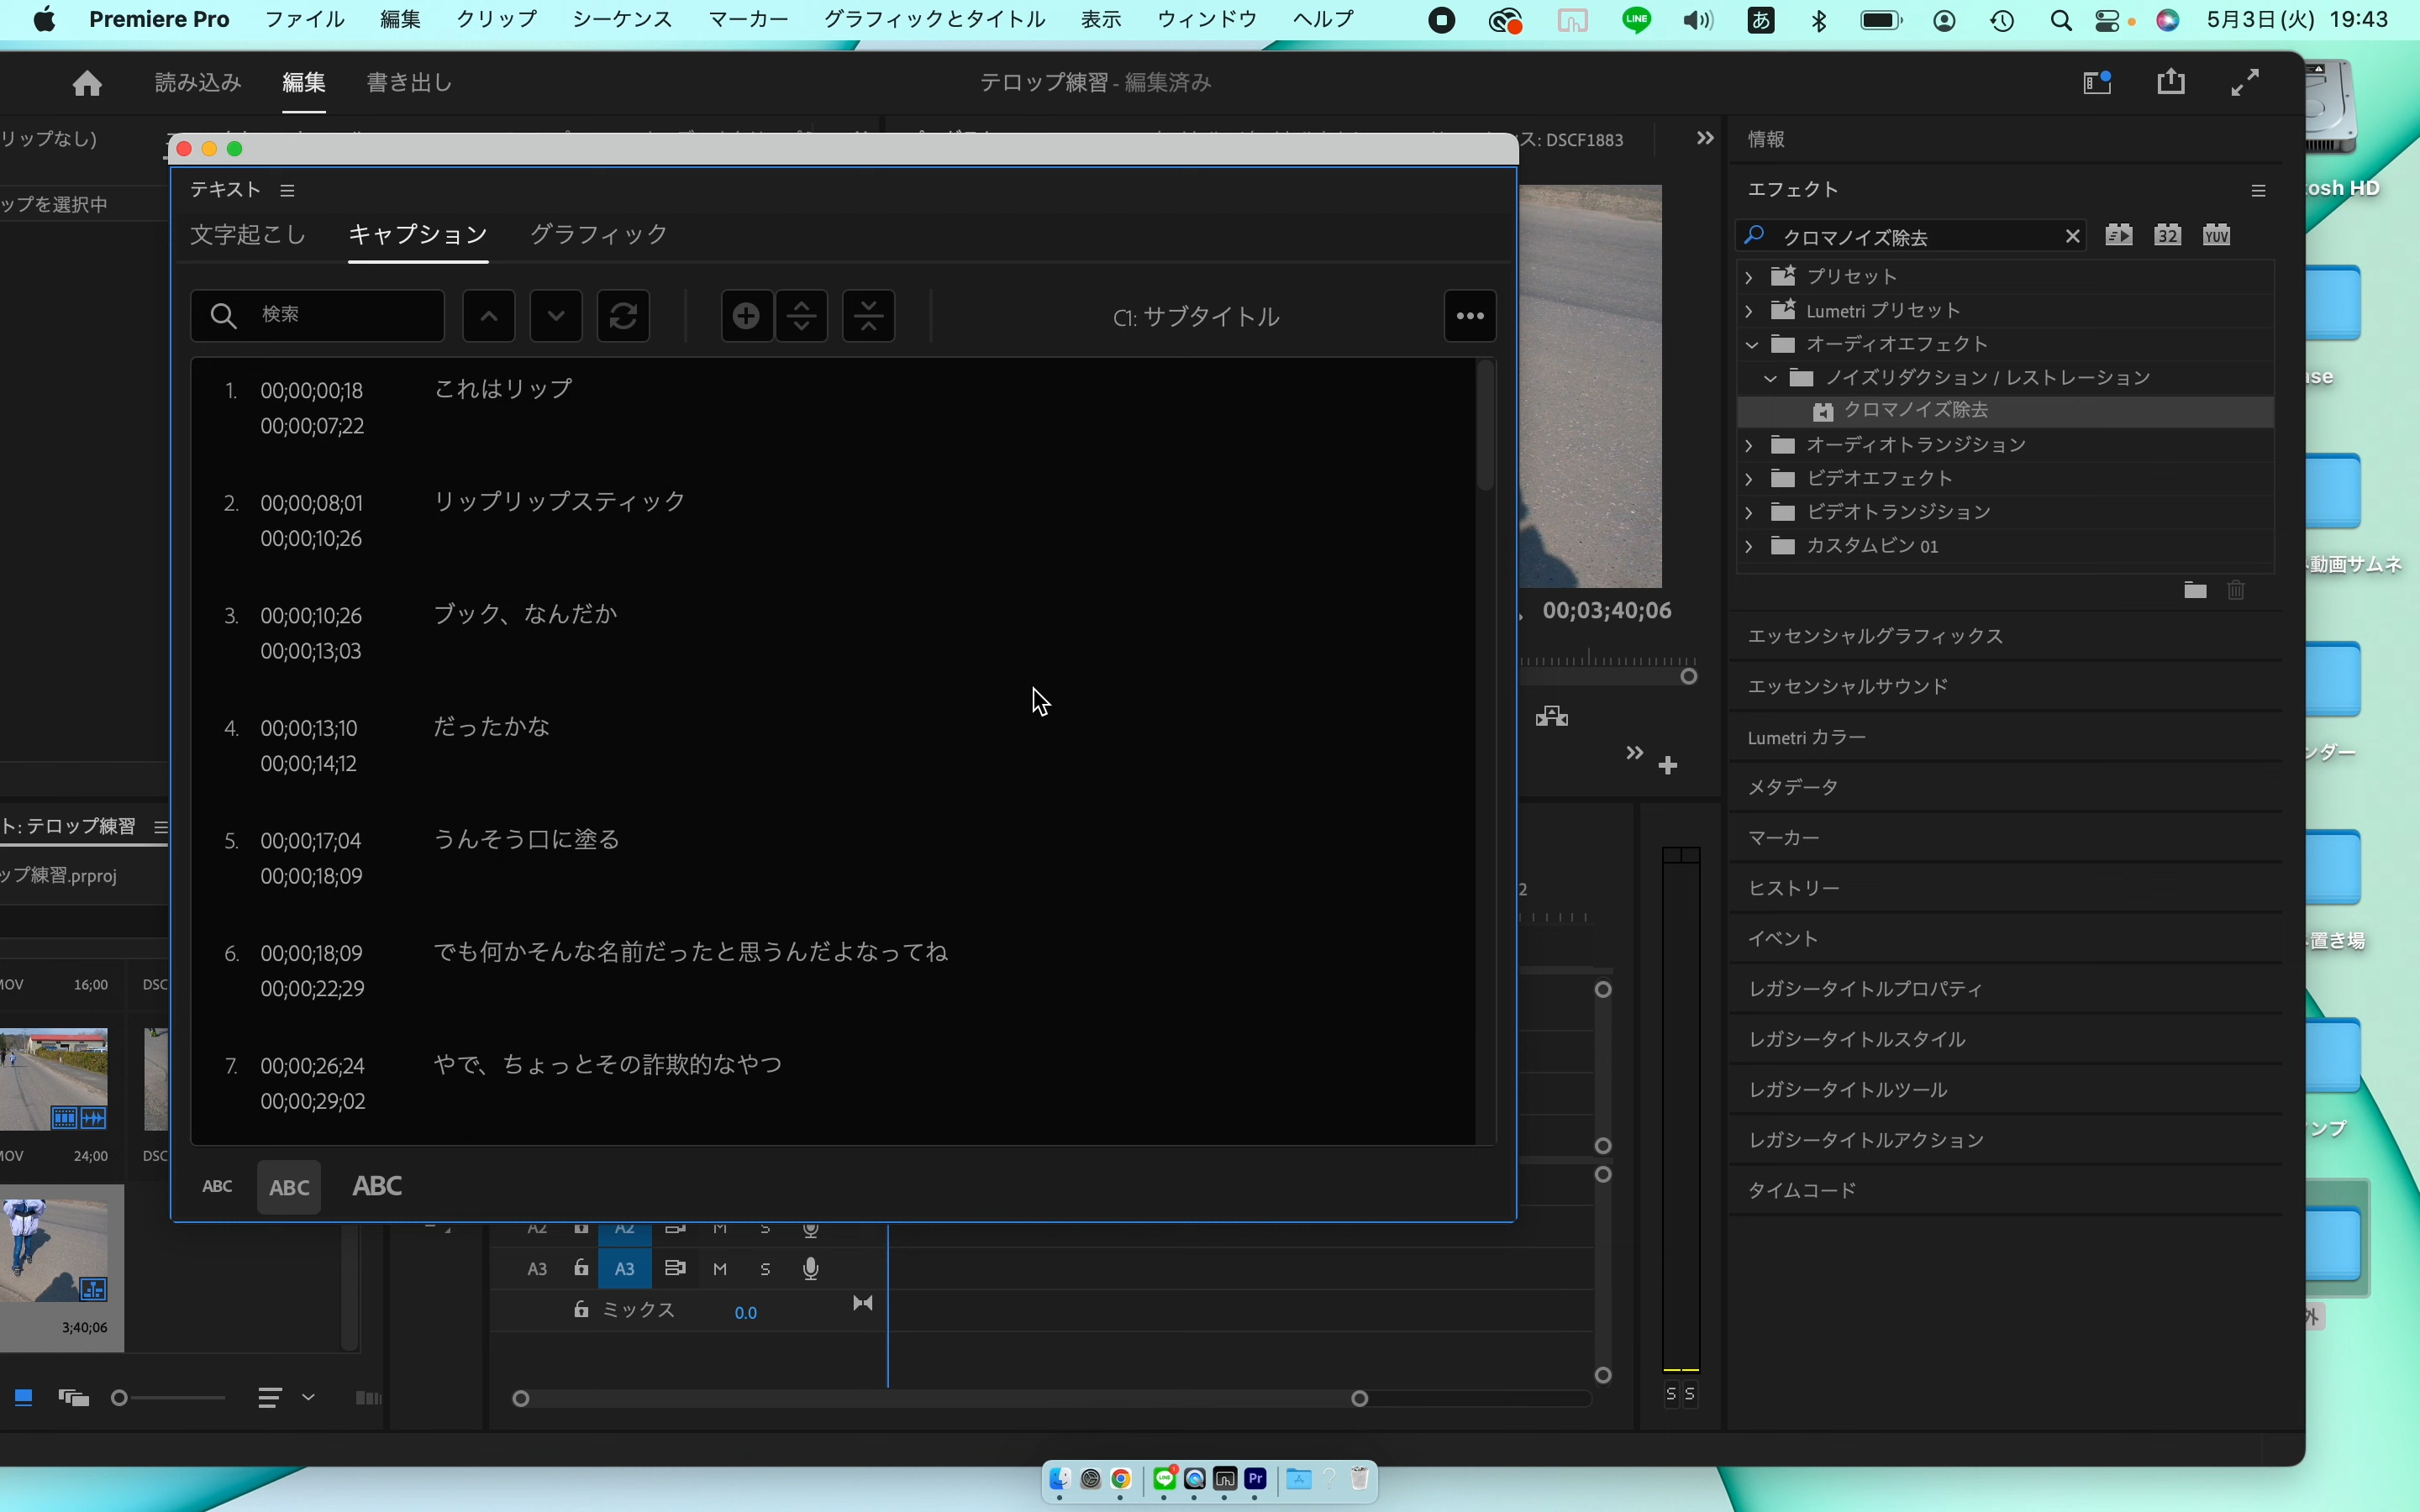 Premiere Pro ファイル 編集 クリップ シーケンス マーカー グラフィックとタイトル 表示 ウィンドウ ヘルプ LINE あ 5月3日(火) 19:43
読み込み 編集 書き出し
テロップ練習 - 編集済み
リップなし)
ス: DSCF1883
ップを選択中
テキスト
文字起こし キャプション グラフィック
検索
C1: サブタイトル
1. 00;00;00;18 これはリップ
00;00;07;22
2. 00;00;08;01 リップリップスティック
00;00;10;26
3. 00;00;10;26 ブック、なんだか
00;00;13;03
4. 00;00;13;10 だったかな
00;00;14;12
5. 00;00;17;04 うんそう口に塗る
00;00;18;09
6. 00;00;18;09 でも何かそんな名前だったと思うんだよなってね
00;00;22;29
7. 00;00;26;24 やで、ちょっとその詐欺的なやつ
00;00;29;02
ABC ABC ABC
00;03;40;06
情報
エフェクト
クロマノイズ除去
32 YUV
プリセット
Lumetri プリセット
オーディオエフェクト
ノイズリダクション / レストレーション
クロマノイズ除去
オーディオトランジション
ビデオエフェクト
ビデオトランジション
カスタムビン 01
エッセンシャルグラフィックス
エッセンシャルサウンド
Lumetri カラー
メタデータ
マーカー
ヒストリー
イベント
レガシータイトルプロパティ
レガシータイトルスタイル
レガシータイトルツール
レガシータイトルアクション
タイムコード
ト: テロップ練習
ップ練習.prproj
MOV 16;00 DSC
MOV 24;00 DSC
3;40;06
A2 A2 M S
A3 A3 M S
ミックス 0.0
2
S S
tosh HD
ase
動画サムネ
ンダー
置き場
ンプ
外
Pr